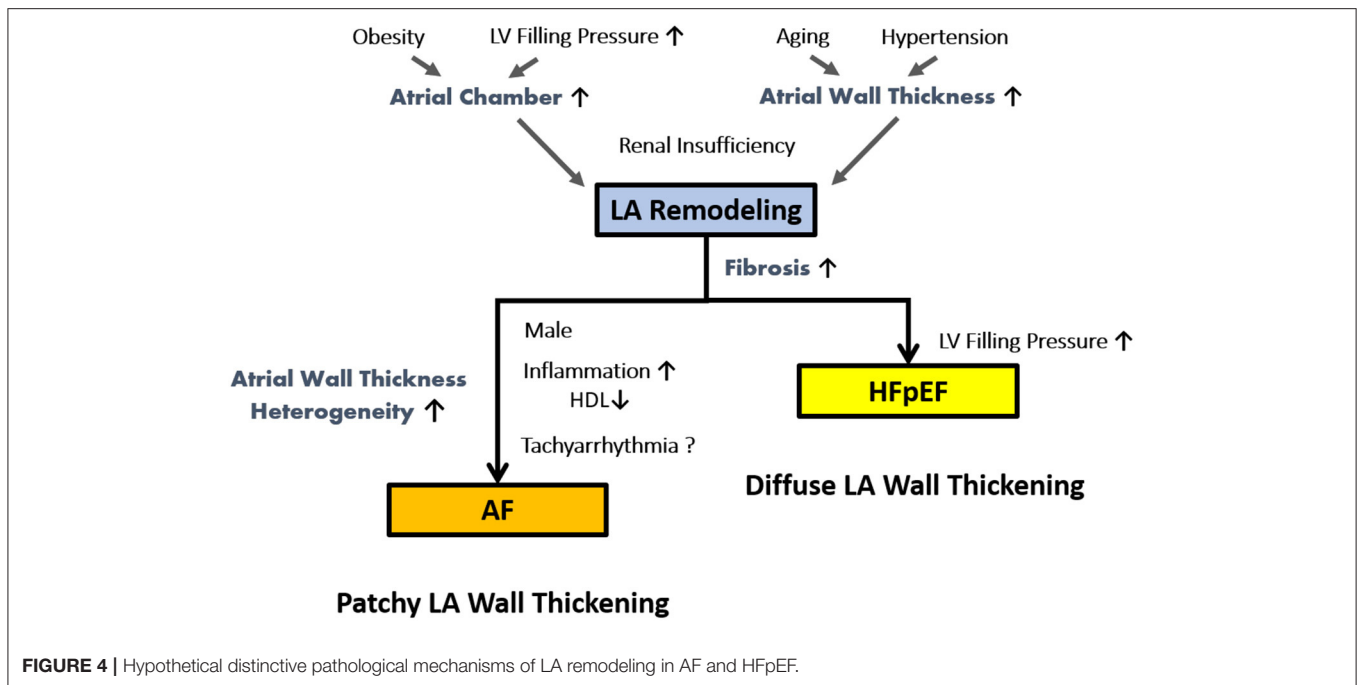 Obesity
LV Filling Pressure ↑
Aging
Hypertension
Atrial Chamber ↑
Atrial Wall Thickness ↑
Renal Insufficiency
LA Remodeling
Fibrosis ↑
Male
LV Filling Pressure ↑
Inflammation ↑
Atrial Wall Thickness
Heterogeneity ↑
HDL↓
HFpEF
Tachyarrhythmia ?
Diffuse LA Wall Thickening
AF
Patchy LA Wall Thickening
FIGURE 4 | Hypothetical distinctive pathological mechanisms of LA remodeling in AF and HFpEF.